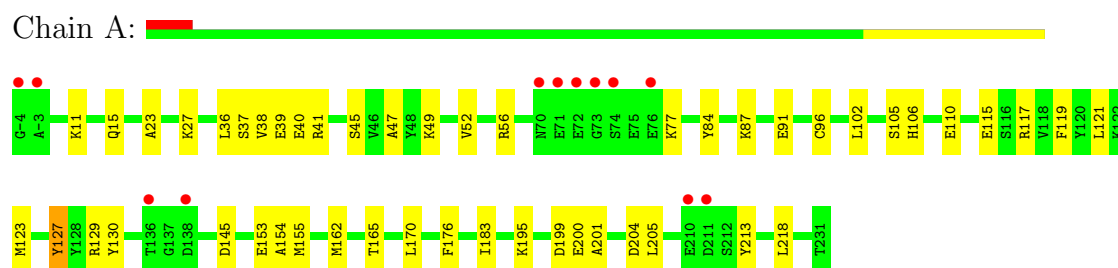 Chain A:
G-4 A-3 K11 Q15 A23 K27 L36 S37 V38 E39 E40 R41 S45 V46 A47 Y48 K49 V52 R56 N70 E71 E72 G73 S74 E75 E76 K77 Y84 K87 E91 C96 L102 S105 H106 E110 E115 S116 R117 V118 F119 Y120 L121 K122
M123 Y127 Y128 R129 Y130 T136 G137 D138 D145 E153 A154 M155 M162 T165 L170 F176 I183 K195 D199 E200 A201 D204 L205 E210 D211 S212 Y213 L218 T231